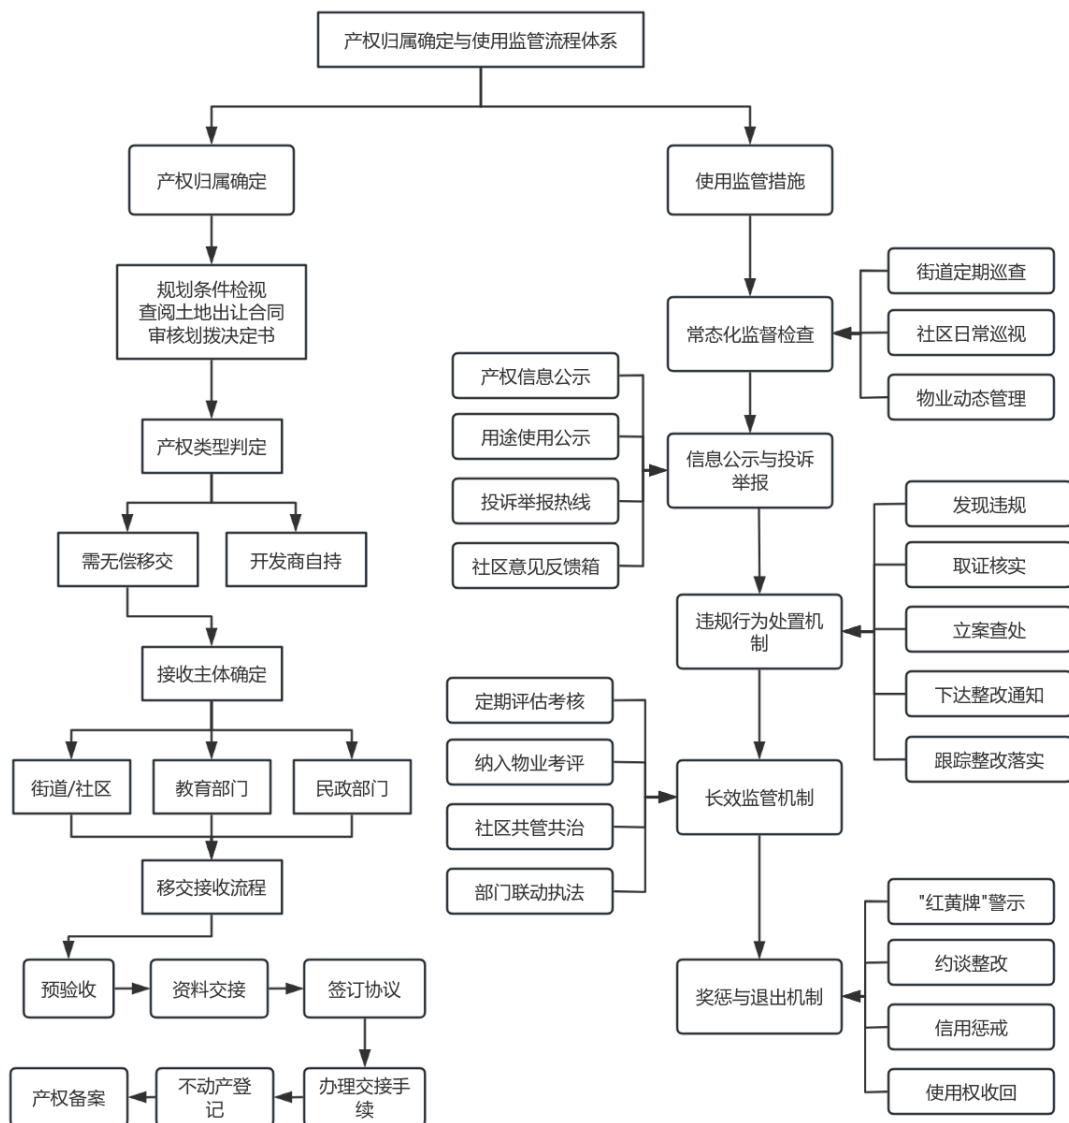 产权归属确定与使用监管流程体系
产权归属确定
规划条件检视
查阅土地出让合同
审核划拨决定书
产权类型判定
需无偿移交
开发商自持
接收主体确定
街道/社区
教育部门
民政部门
移交接收流程
预验收
资料交接
签订协议
办理交接手
续
不动产登
记
产权备案
使用监管措施
常态化监督检查
街道定期巡查
社区日常巡视
物业动态管理
信息公示与投诉
举报
产权信息公示
用途使用公示
投诉举报热线
社区意见反馈箱
违规行为处置机
制
发现违规
取证核实
立案查处
下达整改通知
跟踪整改落实
长效监管机制
定期评估考核
纳入物业考评
社区共管共治
部门联动执法
奖惩与退出机制
"红黄牌"警示
约谈整改
信用惩戒
使用权收回